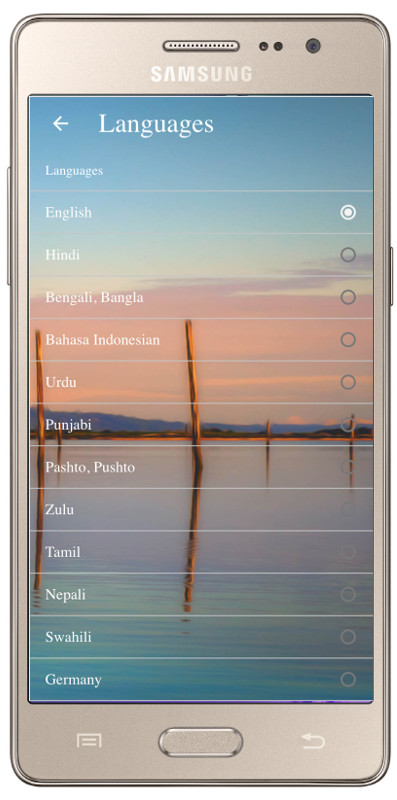 SAMSUNG
Languages
Languages
English
Hindi
Bengali, Bangla
Bahasa Indonesian
Urdu
Punjabi
Pashto, Pushto
Zulu
Tamil
Nepali
Swahili
Germany